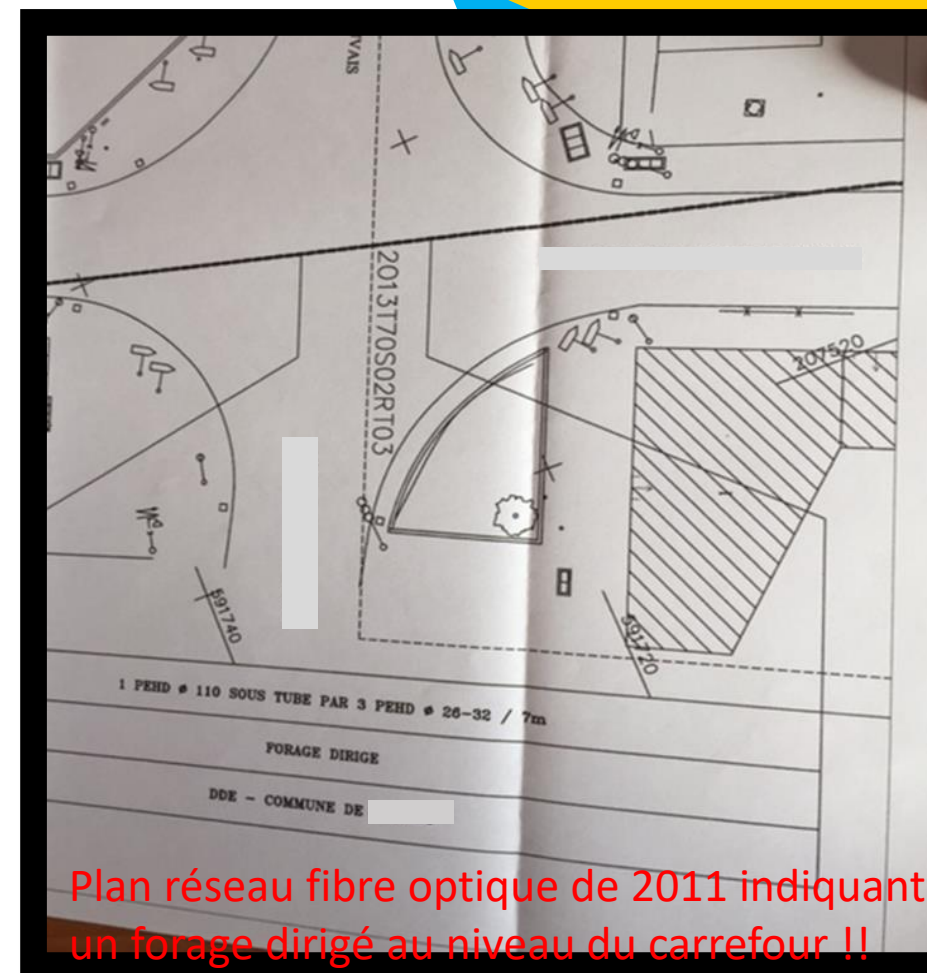 VAIS
2013T70S02RT03
207520
591740
591720
1 PEHD ø 110 SOUS TUBE PAR 3 PEHD ø 26-32 / 7m
FORAGE DIRIGE
DDE - COMMUNE DE
Plan réseau fibre optique de 2011 indiquant
un forage dirigé au niveau du carrefour !!